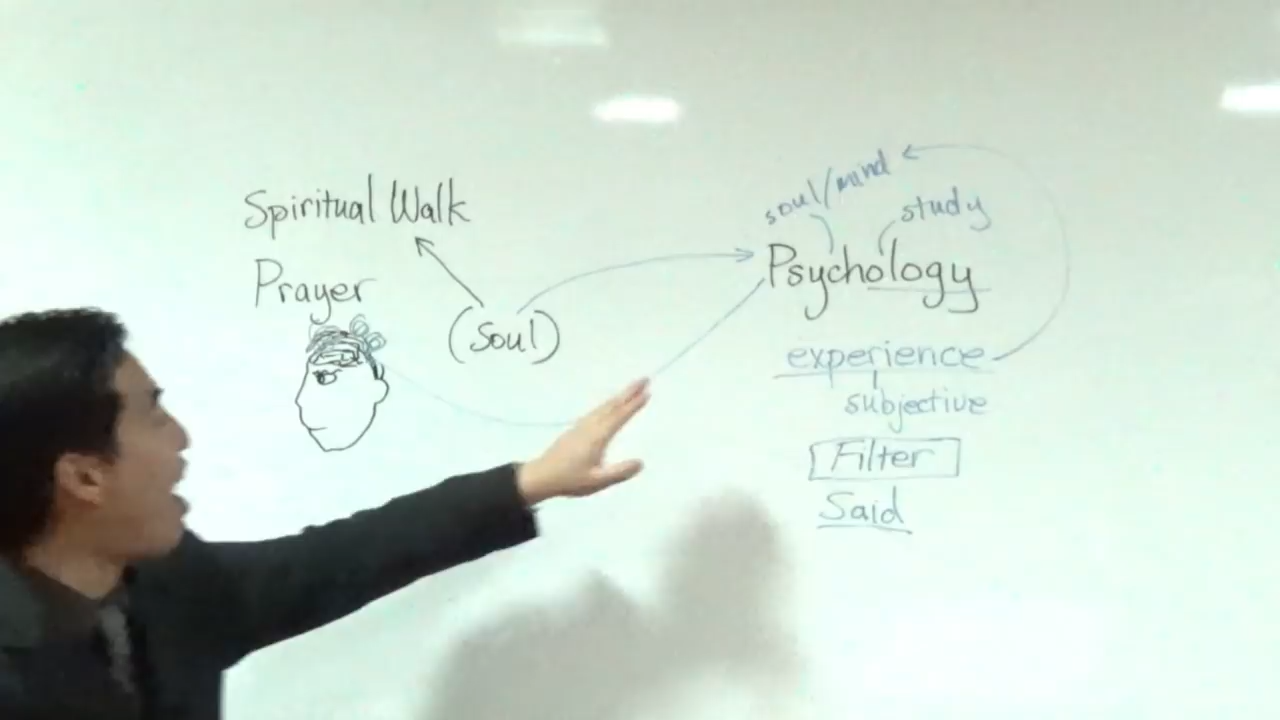 Spiritual Walk
Prayer
(Soul)
soul/mind
study
Psychology
experience
subjective
Filter
Said